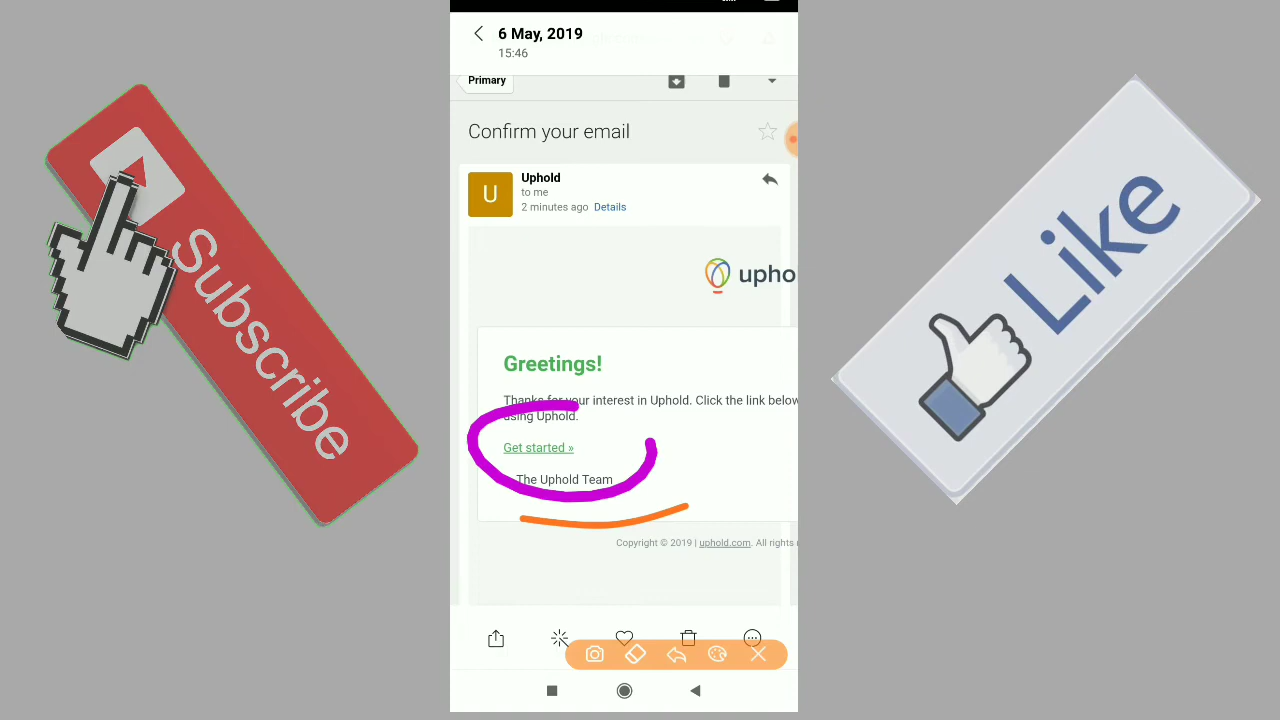 6 May, 2019
15:46
Primary
Confirm your email
U
Uphold
to me
2 minutes ago Details
upho
Greetings!
Thanks for your interest in Uphold. Click the link below
using Uphold.
Get started »
The Uphold Team
Copyright © 2019 | uphold.com. All rights
Subscribe
Like